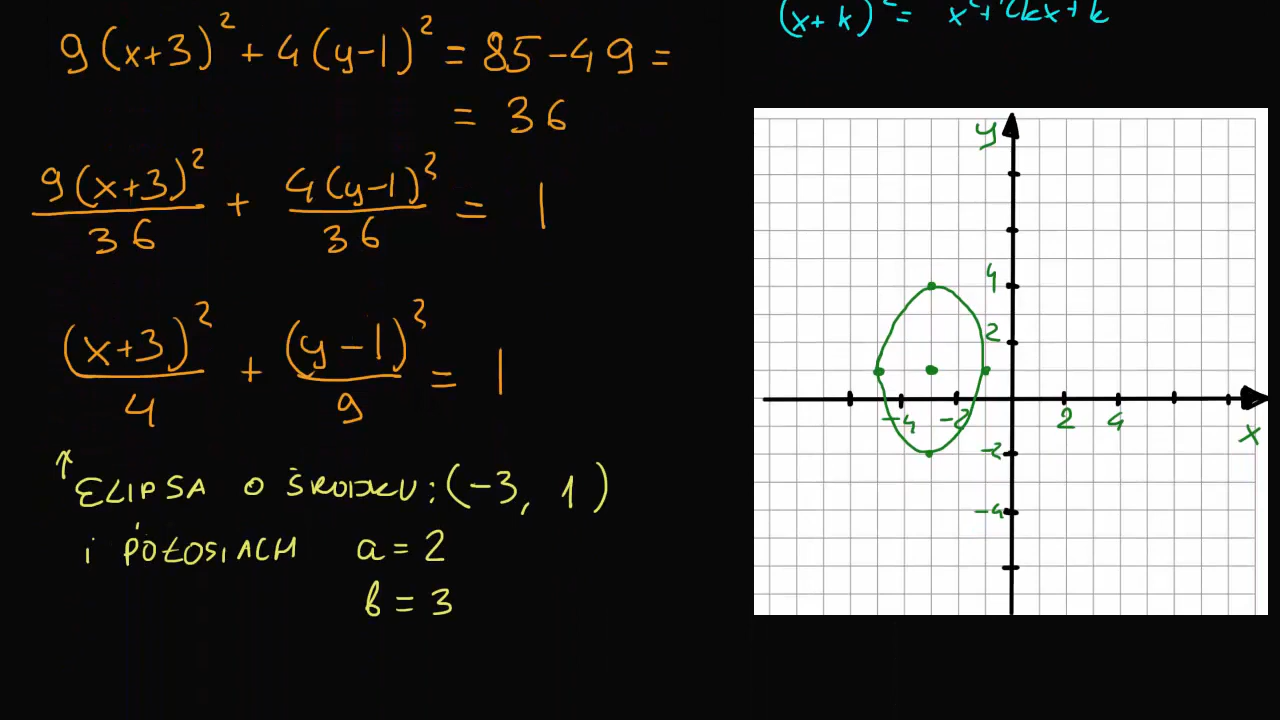 9(x+3)² + 4(y-1)² = 85 - 49 =
= 36
9(x+3)²/36 + 4(y-1)²/36 = 1
(x+3)²/4 + (y-1)²/9 = 1
↑ ELIPSA O ŚRODKU: (-3, 1)
i PÓŁOSIACH a = 2
b = 3
(x+k)² = x²+2kx+k
y
4
2
-4 -2 2 4
x
-2
-4